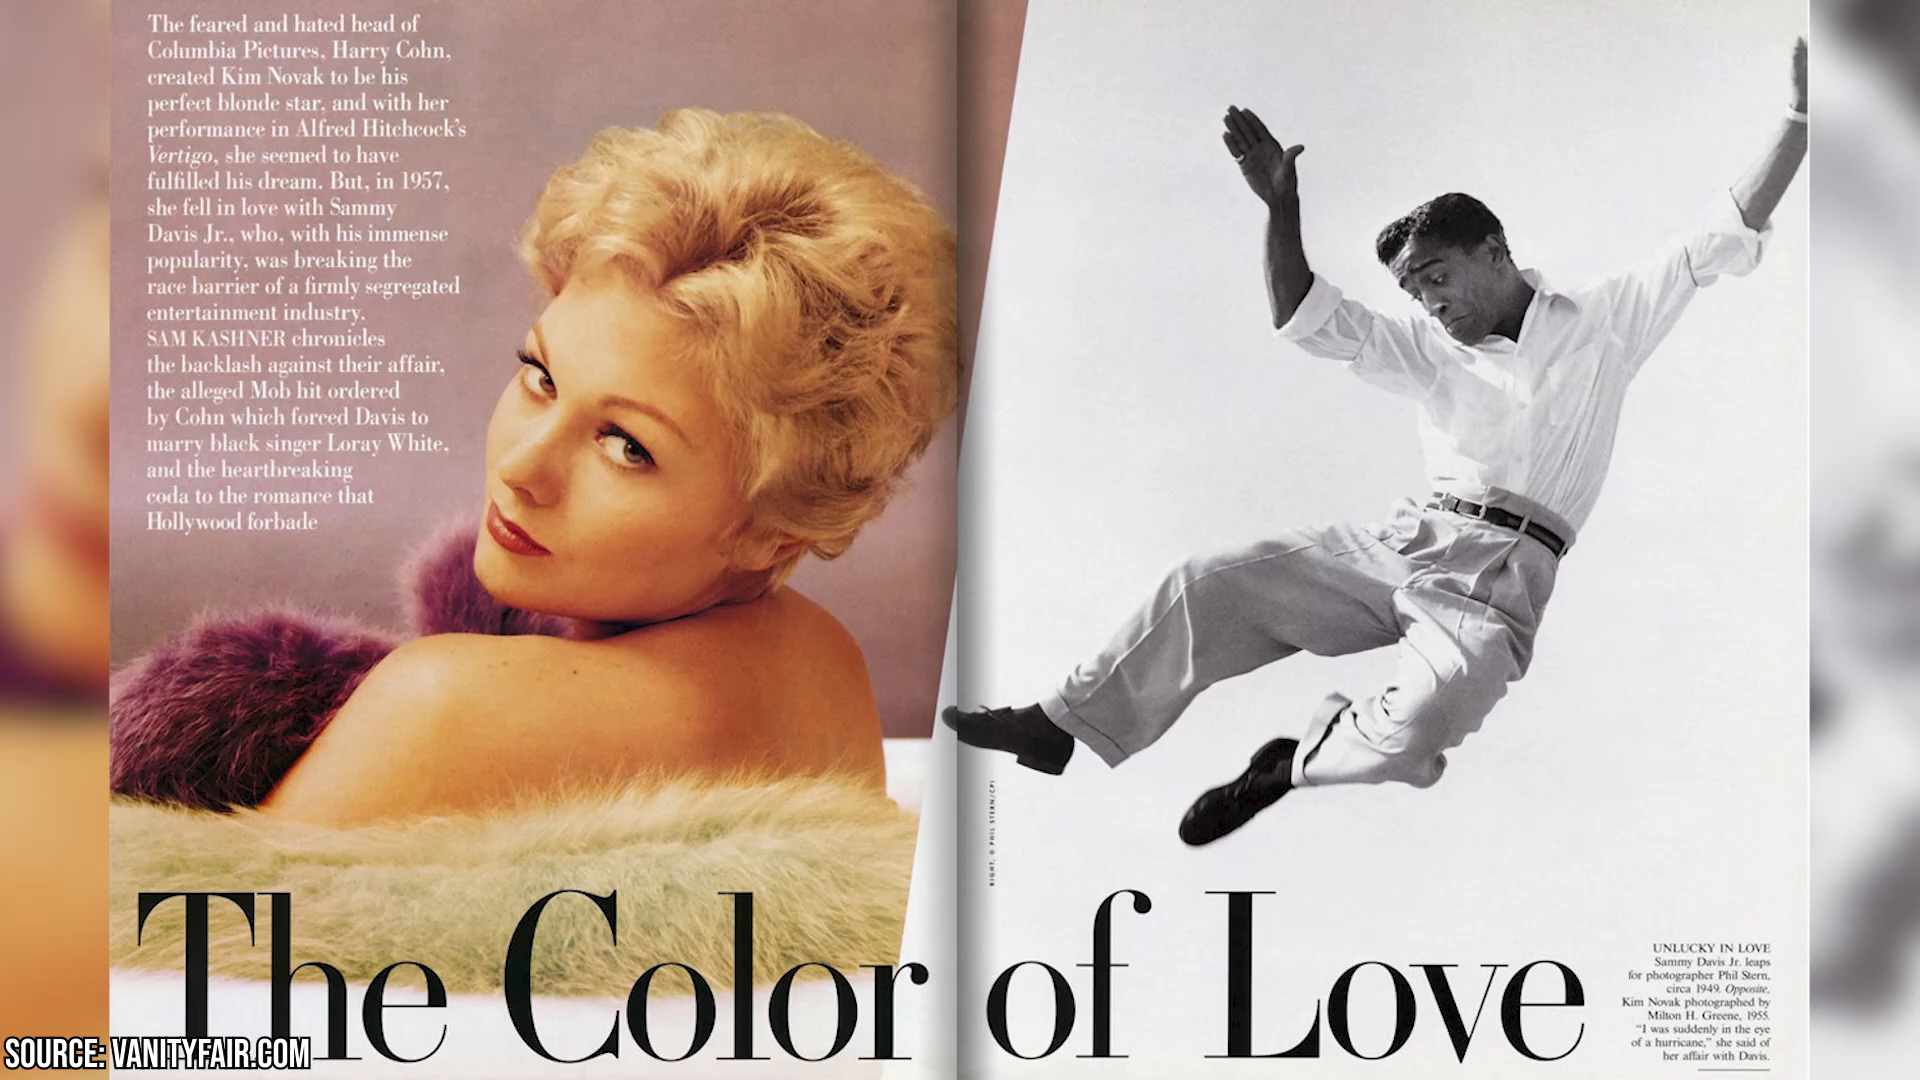 The feared and hated head of
Columbia Pictures, Harry Cohn,
created Kim Novak to be his
perfect blonde star, and with her
performance in Alfred Hitchcock's
Vertigo, she seemed to have
fulfilled his dream. But, in 1957,
she fell in love with Sammy
Davis Jr., who, with his immense
popularity, was breaking the
race barrier of a firmly segregated
entertainment industry.
SAM KASHNER chronicles
the backlash against their affair,
the alleged Mob hit ordered
by Cohn which forced Davis to
marry black singer Loray White,
and the heartbreaking
coda to the romance that
Hollywood forbade
RIGHT, © PHIL STERN/CPI
The Color of Love
UNLUCKY IN LOVE
Sammy Davis Jr. leaps
for photographer Phil Stern,
circa 1949. Opposite,
Kim Novak photographed by
Milton H. Greene, 1955.
"I was suddenly in the eye
of a hurricane," she said of
her affair with Davis.
SOURCE: VANITYFAIR.COM